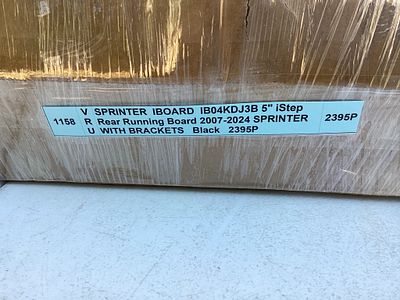 V SPRINTER IBOARD IB04KDJ3B 5" iStep
1158 R Rear Running Board 2007-2024 SPRINTER 2395P
U WITH BRACKETS Black 2395P